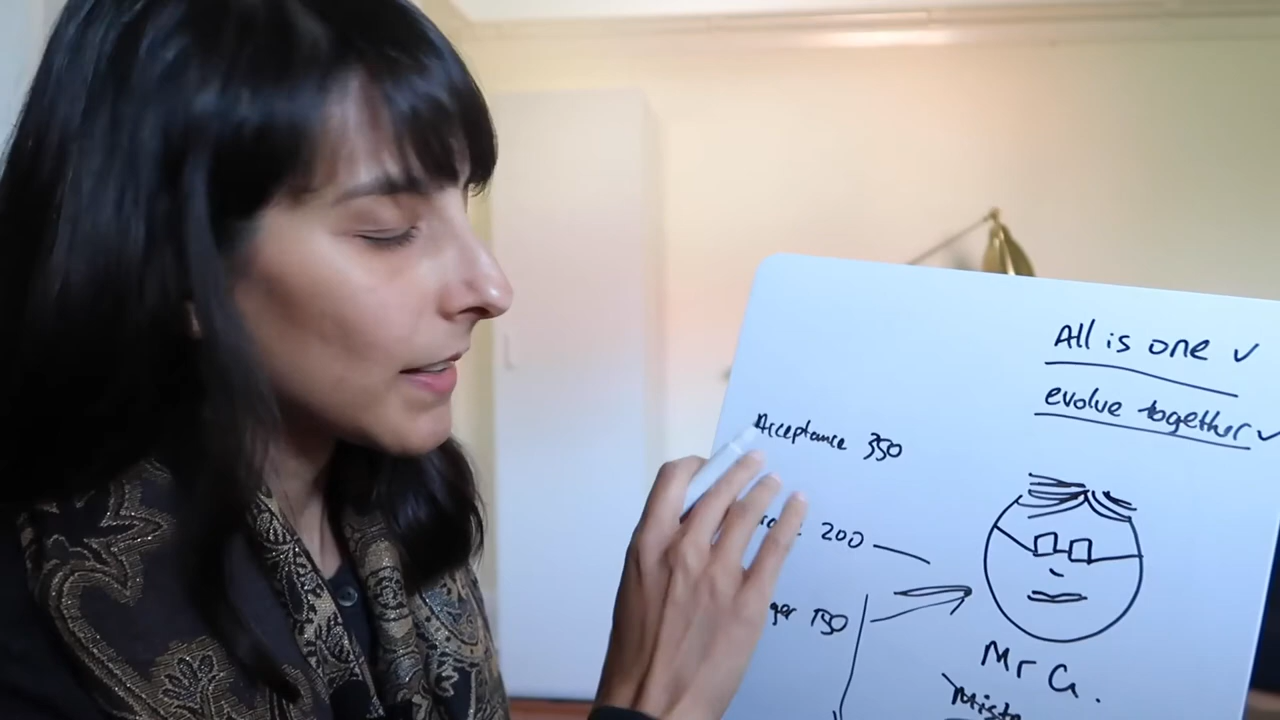 All is one ✓
evolve together ✓
Acceptance 350
200
150
Mr G.